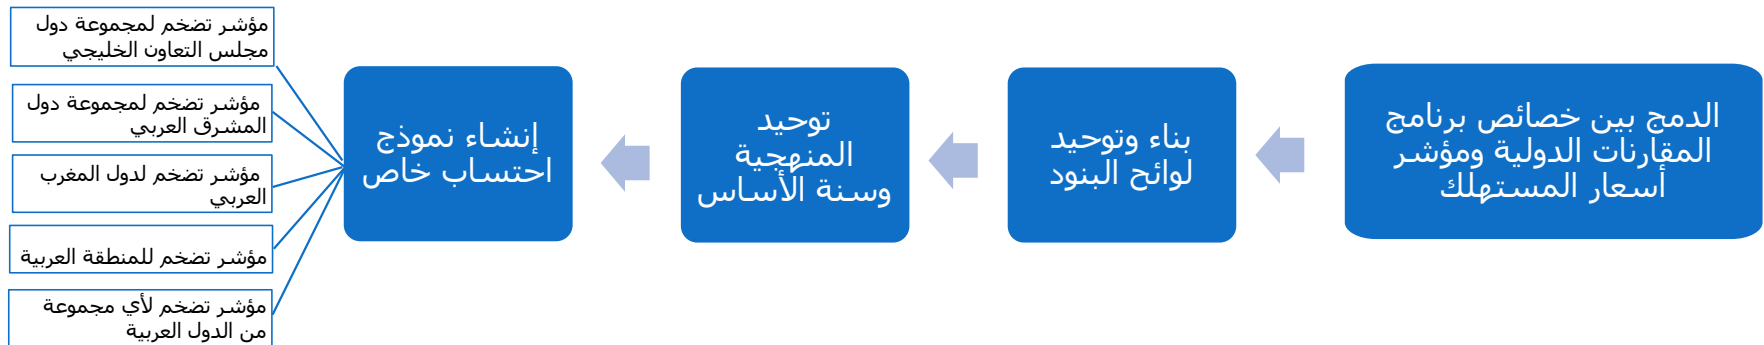 الدمج بين خصائص برنامج
المقارنات الدولية ومؤشر
أسعار المستهلك
بناء وتوحيد
لوائح البنود
توحيد
المنهجية
وسنة الأساس
إنشاء نموذج
احتساب خاص
مؤشر تضخم لمجموعة دول
مجلس التعاون الخليجي
مؤشر تضخم لمجموعة دول
المشرق العربي
مؤشر تضخم لدول المغرب
العربي
مؤشر تضخم للمنطقة العربية
مؤشر تضخم لأي مجموعة
من الدول العربية